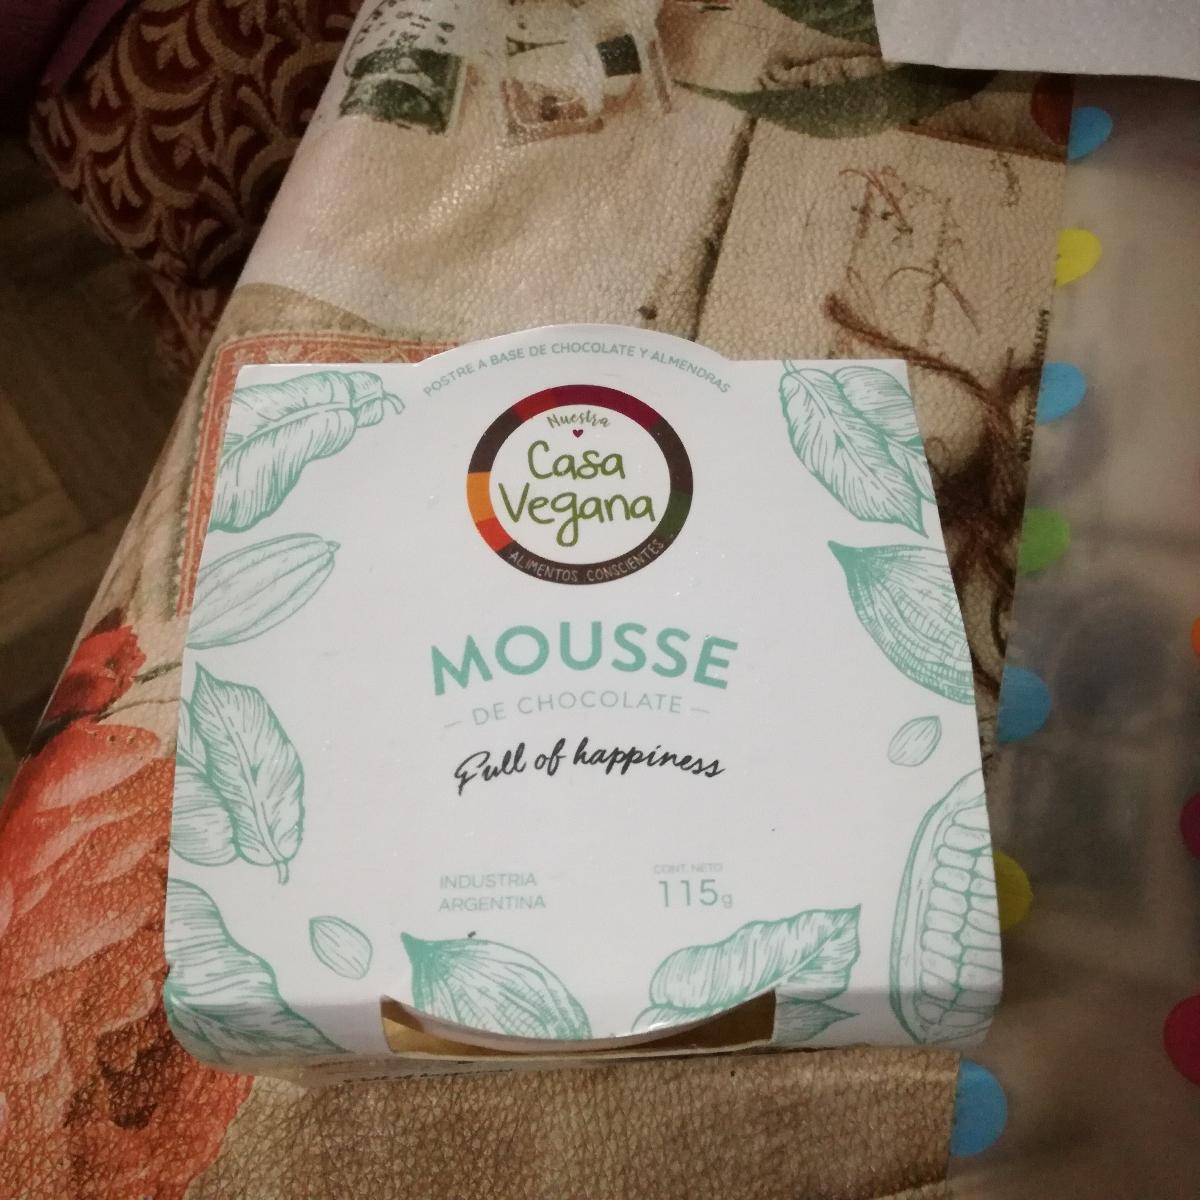 POSTRE A BASE DE CHOCOLATE Y ALMENDRAS
Nuestra
Casa
Vegana
ALIMENTOS CONSCIENTES
MOUSSE
DE CHOCOLATE
Full of happiness
INDUSTRIA
ARGENTINA
CONT. NETO
115g